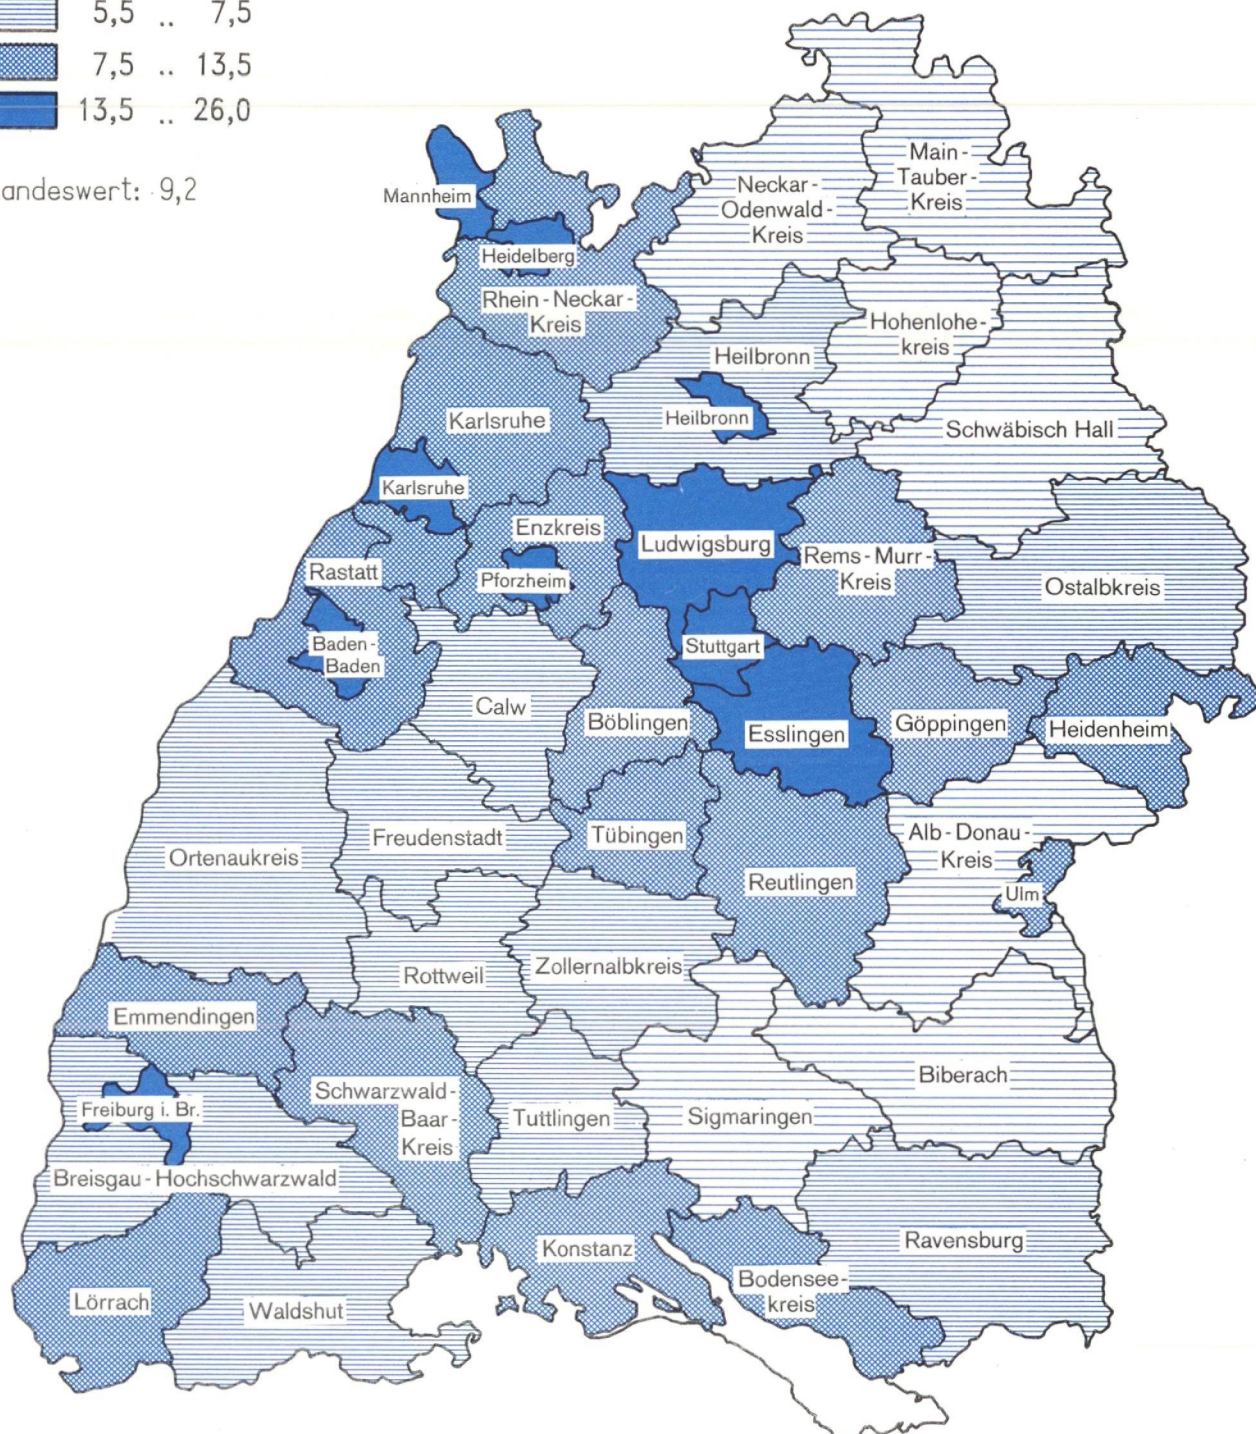 5,5 .. 7,5
7,5 .. 13,5
13,5 .. 26,0
andeswert: 9,2
Main-
Tauber-
Kreis
Neckar-
Odenwald-
Kreis
Mannheim
Heidelberg
Rhein-Neckar-
Kreis
Hohenlohe-
kreis
Heilbronn
Heilbronn
Karlsruhe
Schwäbisch Hall
Karlsruhe
Enzkreis
Ludwigsburg
Rems-Murr-
Kreis
Rastatt
Pforzheim
Ostalbkreis
Baden-
Baden
Stuttgart
Calw
Böblingen
Esslingen
Göppingen
Heidenheim
Freudenstadt
Tübingen
Alb-Donau-
Kreis
Ortenaukreis
Reutlingen
Ulm
Rottweil
Zollernalbkreis
Emmendingen
Biberach
Schwarzwald-
Baar-
Kreis
Freiburg i. Br.
Tuttlingen
Sigmaringen
Breisgau-Hochschwarzwald
Konstanz
Ravensburg
Bodensee-
kreis
Lörrach
Waldshut